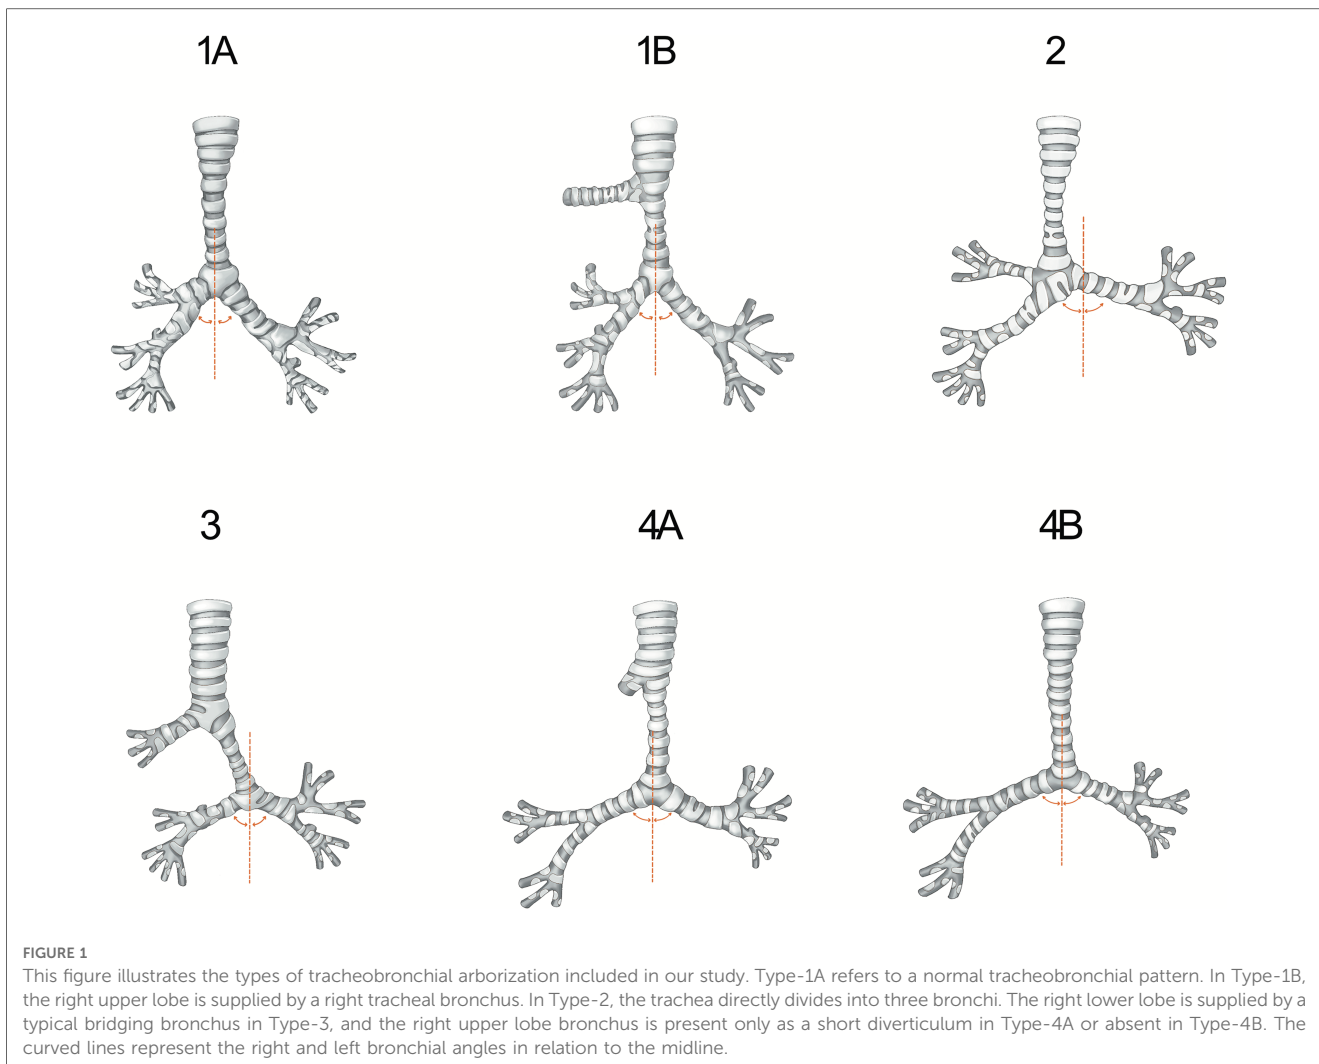 1A
1B
2
3
4A
4B
FIGURE 1
This figure illustrates the types of tracheobronchial arborization included in our study. Type-1A refers to a normal tracheobronchial pattern. In Type-1B,
the right upper lobe is supplied by a right tracheal bronchus. In Type-2, the trachea directly divides into three bronchi. The right lower lobe is supplied by a
typical bridging bronchus in Type-3, and the right upper lobe bronchus is present only as a short diverticulum in Type-4A or absent in Type-4B. The
curved lines represent the right and left bronchial angles in relation to the midline.